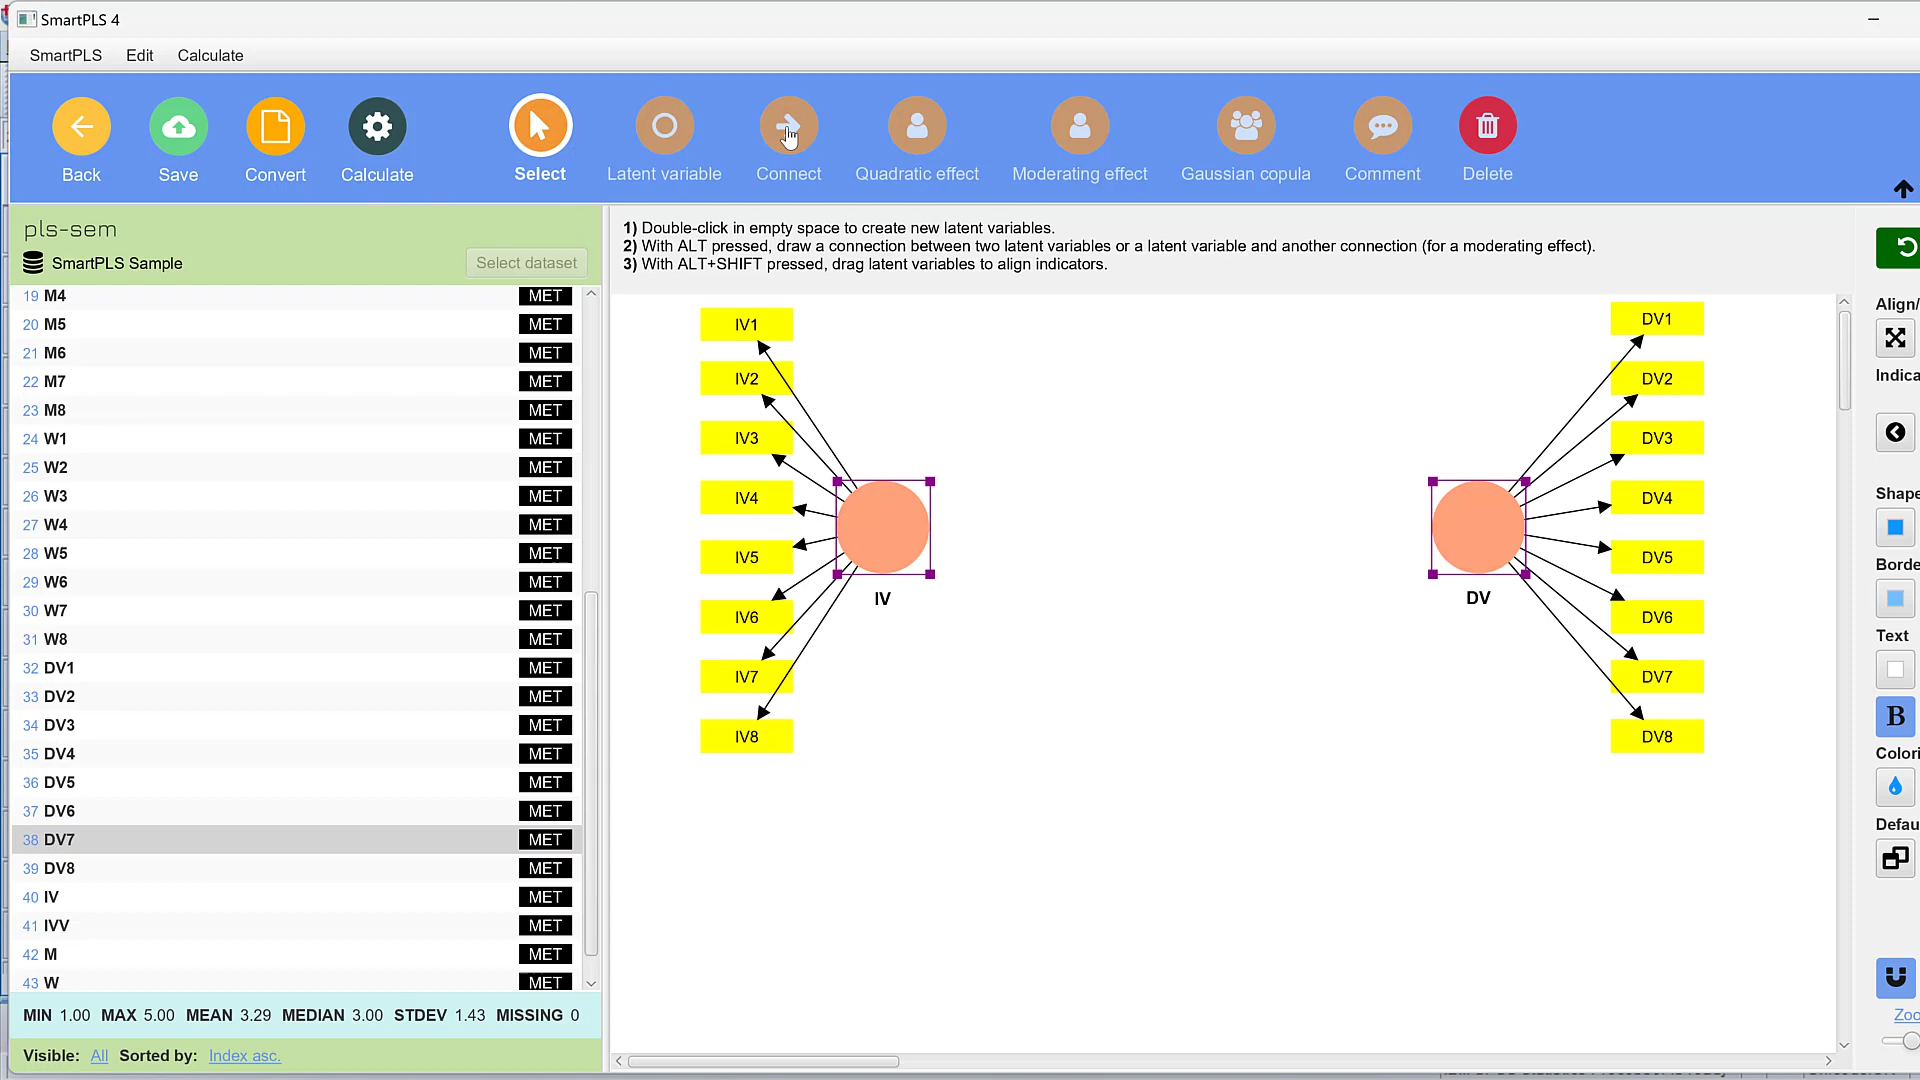 SmartPLS 4
SmartPLS Edit Calculate
Back Save Convert Calculate Select Latent variable Connect Quadratic effect Moderating effect Gaussian copula Comment Delete
pls-sem
SmartPLS Sample Select dataset
19 M4 MET
20 M5 MET
21 M6 MET
22 M7 MET
23 M8 MET
24 W1 MET
25 W2 MET
26 W3 MET
27 W4 MET
28 W5 MET
29 W6 MET
30 W7 MET
31 W8 MET
32 DV1 MET
33 DV2 MET
34 DV3 MET
35 DV4 MET
36 DV5 MET
37 DV6 MET
38 DV7 MET
39 DV8 MET
40 IV MET
41 IVV MET
42 M MET
43 W MET
MIN 1.00 MAX 5.00 MEAN 3.29 MEDIAN 3.00 STDEV 1.43 MISSING 0
Visible: All Sorted by: Index asc.
1) Double-click in empty space to create new latent variables.
2) With ALT pressed, draw a connection between two latent variables or a latent variable and another connection (for a moderating effect).
3) With ALT+SHIFT pressed, drag latent variables to align indicators.
IV1
IV2
IV3
IV4
IV5
IV6
IV7
IV8
IV
DV1
DV2
DV3
DV4
DV5
DV6
DV7
DV8
DV
Align/
Indica
Shape
Borde
Text
B
Colori
Defau
Zoo